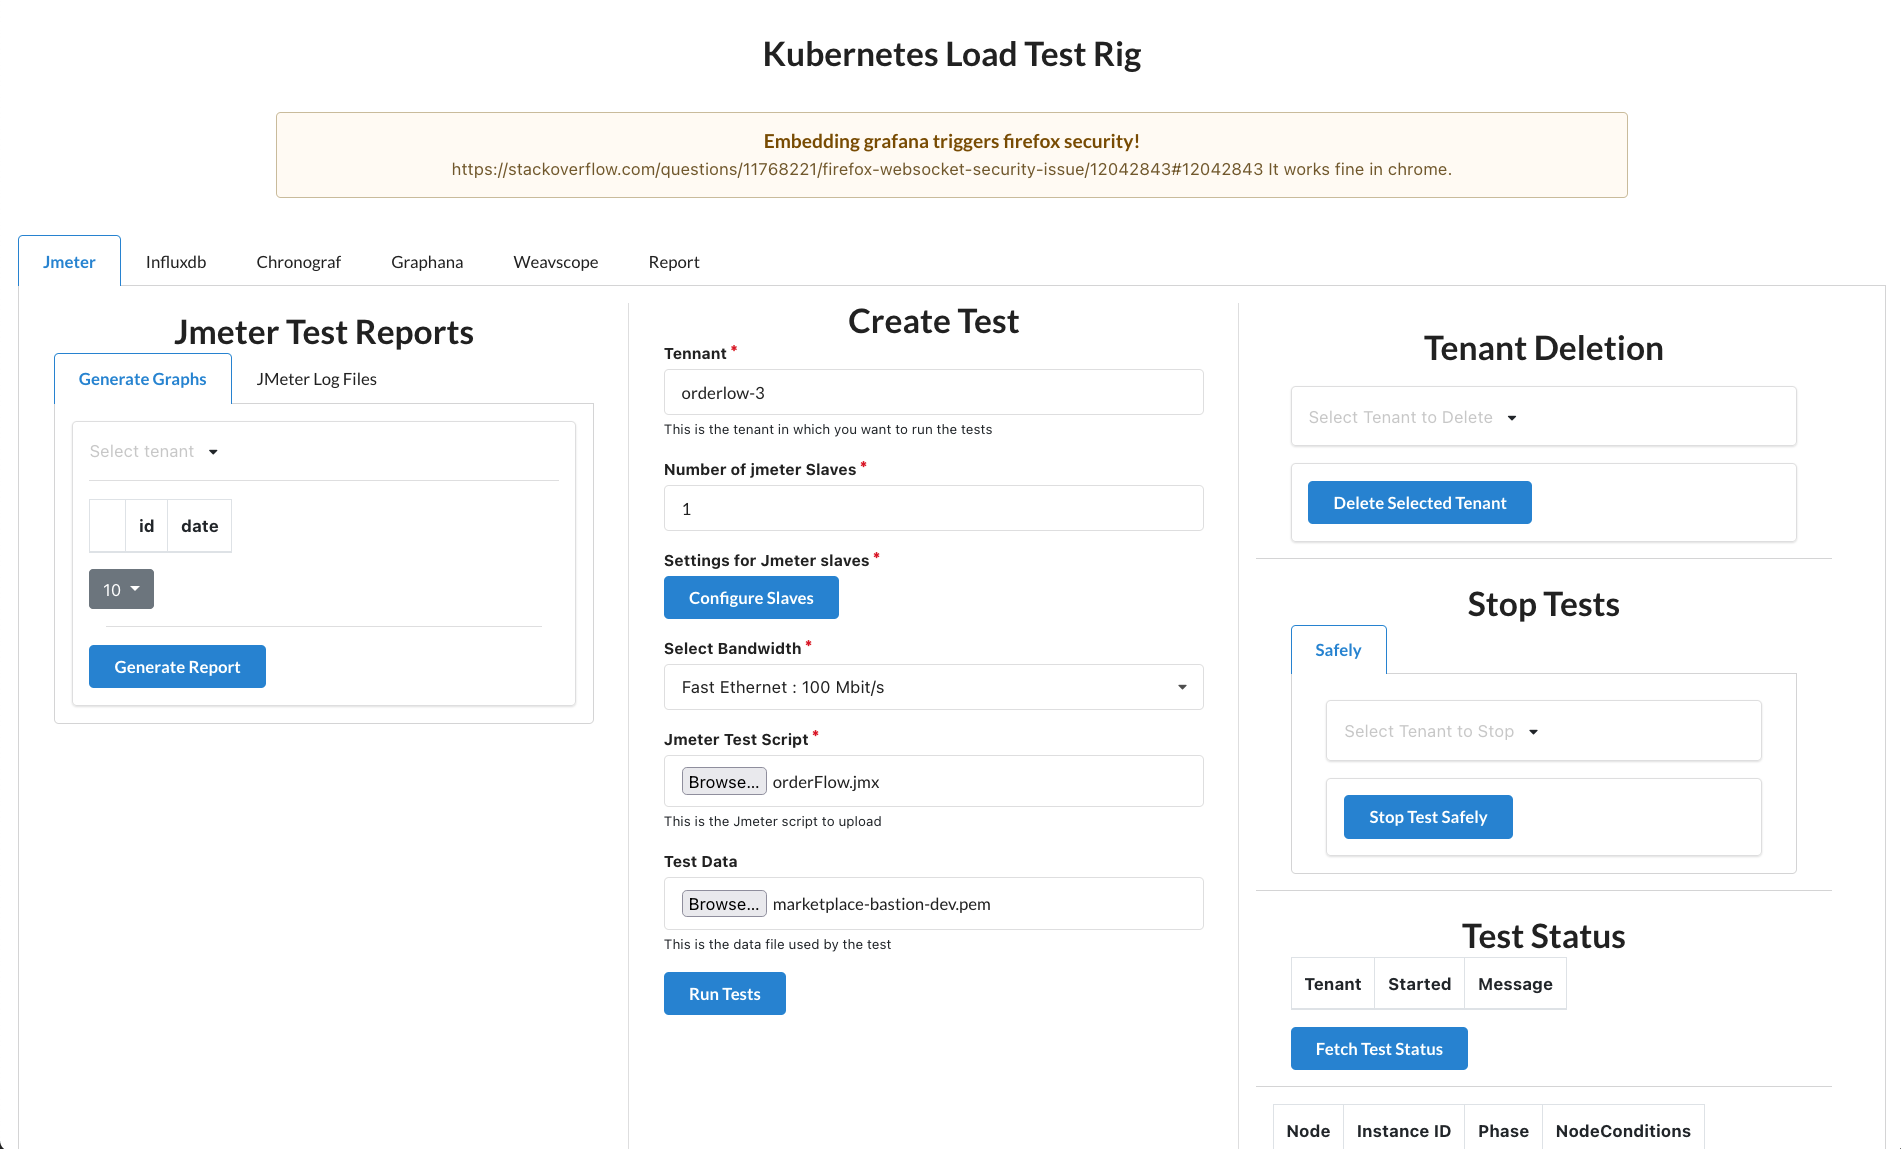 Kubernetes Load Test Rig
Embedding grafana triggers firefox security!
https://stackoverflow.com/questions/11768221/firefox-websocket-security-issue/12042843#12042843 It works fine in chrome.
Jmeter Influxdb Chronograf Graphana Weavscope Report
Jmeter Test Reports
Generate Graphs JMeter Log Files
Select tenant
id date
10
Generate Report
Create Test
Tennant *
orderlow-3
This is the tenant in which you want to run the tests
Number of jmeter Slaves *
1
Settings for Jmeter slaves *
Configure Slaves
Select Bandwidth *
Fast Ethernet : 100 Mbit/s
Jmeter Test Script *
Browse... orderFlow.jmx
This is the Jmeter script to upload
Test Data
Browse... marketplace-bastion-dev.pem
This is the data file used by the test
Run Tests
Tenant Deletion
Select Tenant to Delete
Delete Selected Tenant
Stop Tests
Safely
Select Tenant to Stop
Stop Test Safely
Test Status
Tenant Started Message
Fetch Test Status
Node Instance ID Phase NodeConditions